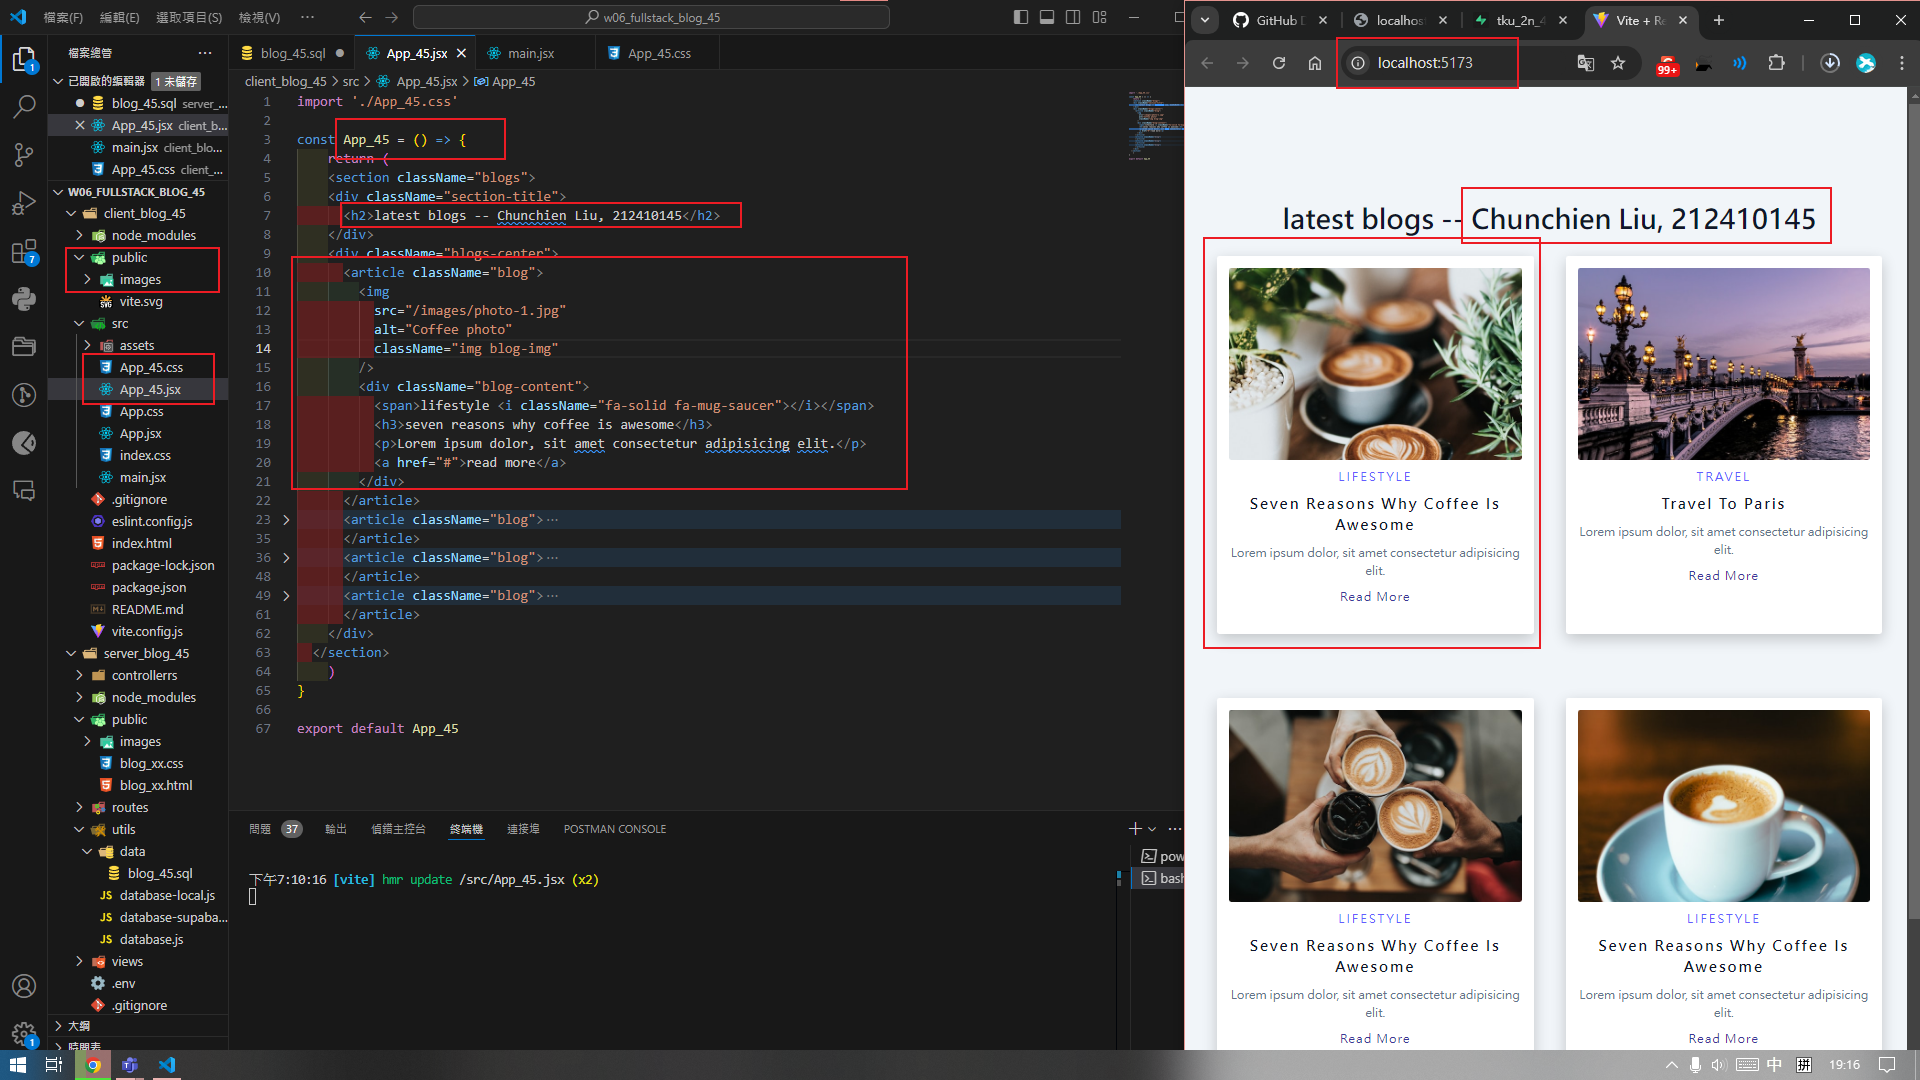 檔案(F)
編輯(E)
選取項目(S)
檢視(V)
w06_fullstack_blog_45
檔案總管
已開啟的編輯器
1 未儲存
blog_45.sql server_...
App_45.jsx client_b...
main.jsx client_blo...
App_45.css client_...
W06_FULLSTACK_BLOG_45
client_blog_45
node_modules
public
images
vite.svg
src
assets
App_45.css
App_45.jsx
App.css
App.jsx
index.css
main.jsx
.gitignore
eslint.config.js
index.html
package-lock.json
package.json
README.md
vite.config.js
server_blog_45
controllerrs
node_modules
public
images
blog_xx.css
blog_xx.html
routes
utils
data
blog_45.sql
database-local.js
database-supaba...
database.js
views
.env
.gitignore
大綱
時間表
blog_45.sql
App_45.jsx
main.jsx
App_45.css
client_blog_45 > src > App_45.jsx > App_45
1 import './App_45.css'
2
3 const App_45 = () => {
4 return (
5 <section className="blogs">
6 <div className="section-title">
7 <h2>latest blogs -- Chunchien Liu, 212410145</h2>
8 </div>
9 <div className="blogs-center">
10 <article className="blog">
11 <img
12 src="/images/photo-1.jpg"
13 alt="Coffee photo"
14 className="img blog-img"
15 />
16 <div className="blog-content">
17 <span>lifestyle <i className="fa-solid fa-mug-saucer"></i></span>
18 <h3>seven reasons why coffee is awesome</h3>
19 <p>Lorem ipsum dolor, sit amet consectetur adipisicing elit.</p>
20 <a href="#">read more</a>
21 </div>
22 </article>
23 <article className="blog">···
35 </article>
36 <article className="blog">···
48 </article>
49 <article className="blog">···
61 </article>
62 </div>
63 </section>
64 )
65 }
66
67 export default App_45
問題 37
輸出
偵錯主控台
終端機
連接埠
POSTMAN CONSOLE
下午7:10:16 [vite] hmr update /src/App_45.jsx (x2)
pow
bash
GitHub D
localhos
tku_2n_4
Vite + Re
localhost:5173
99+
latest blogs -- Chunchien Liu, 212410145
LIFESTYLE
Seven Reasons Why Coffee Is
Awesome
Lorem ipsum dolor, sit amet consectetur adipisicing
elit.
Read More
TRAVEL
Travel To Paris
Lorem ipsum dolor, sit amet consectetur adipisicing
elit.
Read More
LIFESTYLE
Seven Reasons Why Coffee Is
Awesome
Lorem ipsum dolor, sit amet consectetur adipisicing
elit.
Read More
LIFESTYLE
Seven Reasons Why Coffee Is
Awesome
Lorem ipsum dolor, sit amet consectetur adipisicing
elit.
Read More
中
拼
19:16